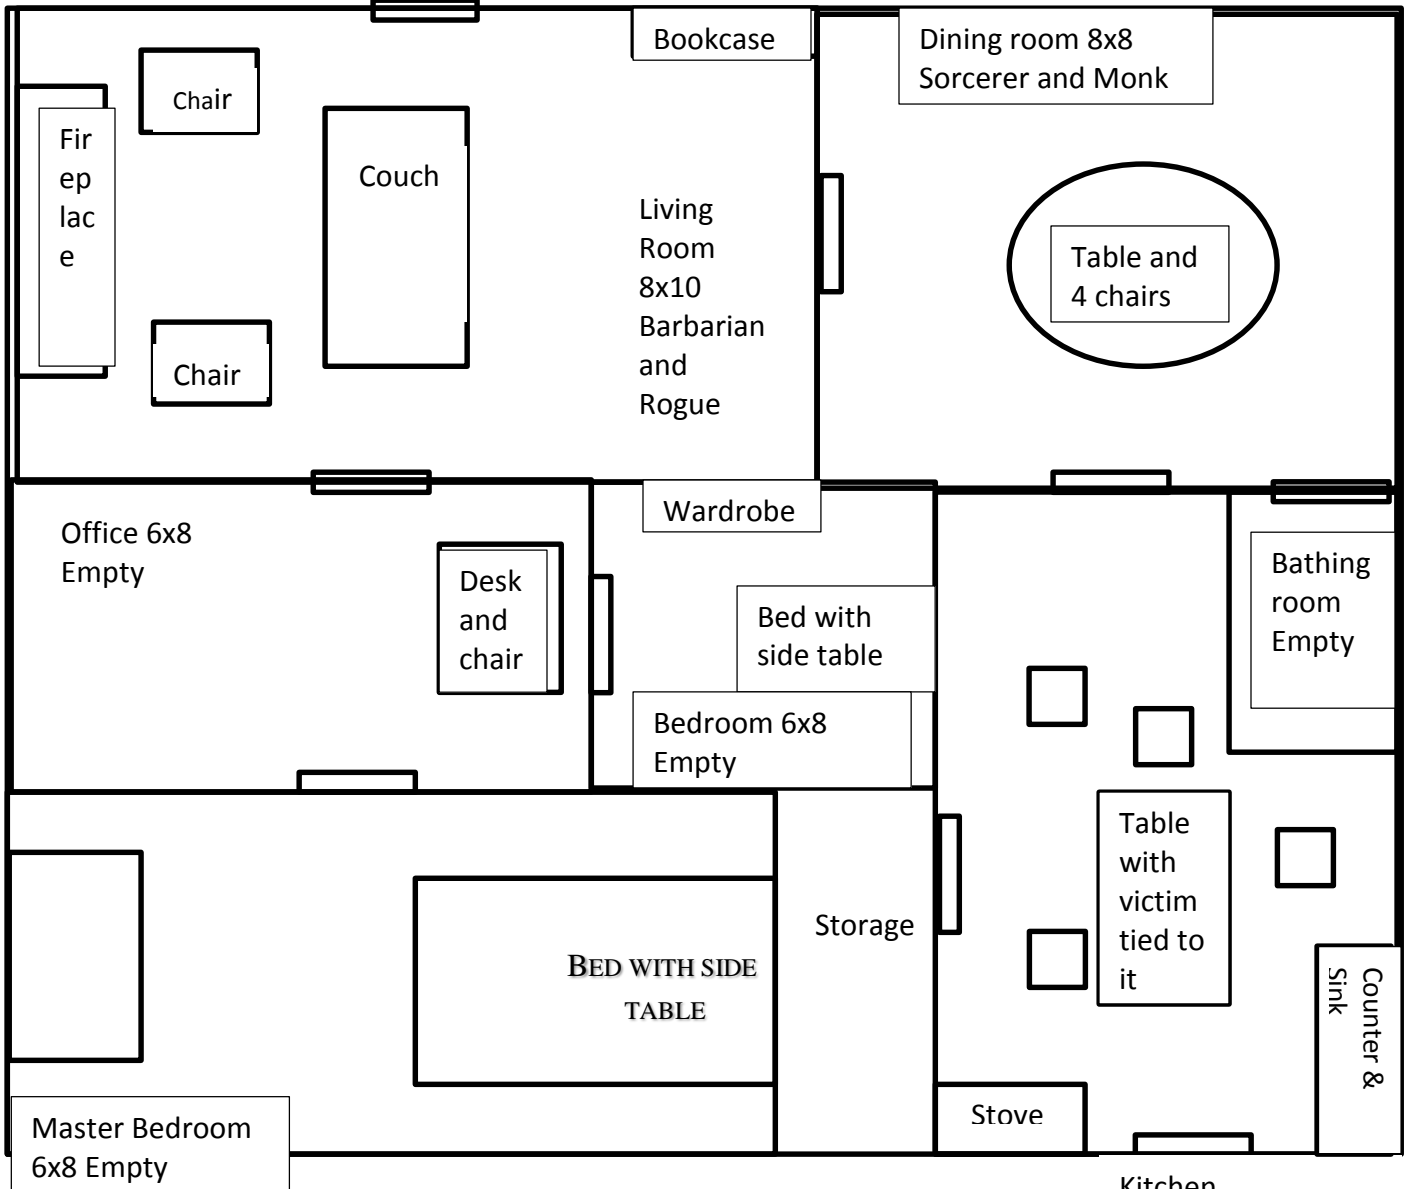 Bookcase
Dining room 8x8
Sorcerer and Monk
Chair
Fir
ep
lac
e
Couch
Living
Room
8x10
Barbarian
and
Rogue
Table and
4 chairs
Chair
Wardrobe
Office 6x8
Empty
Desk
and
chair
Bed with
side table
Bathing
room
Empty
Bedroom 6x8
Empty
Table
with
victim
tied to
it
Storage
BED WITH SIDE
TABLE
Counter &
Sink
Stove
Master Bedroom
6x8 Empty
Kitchen